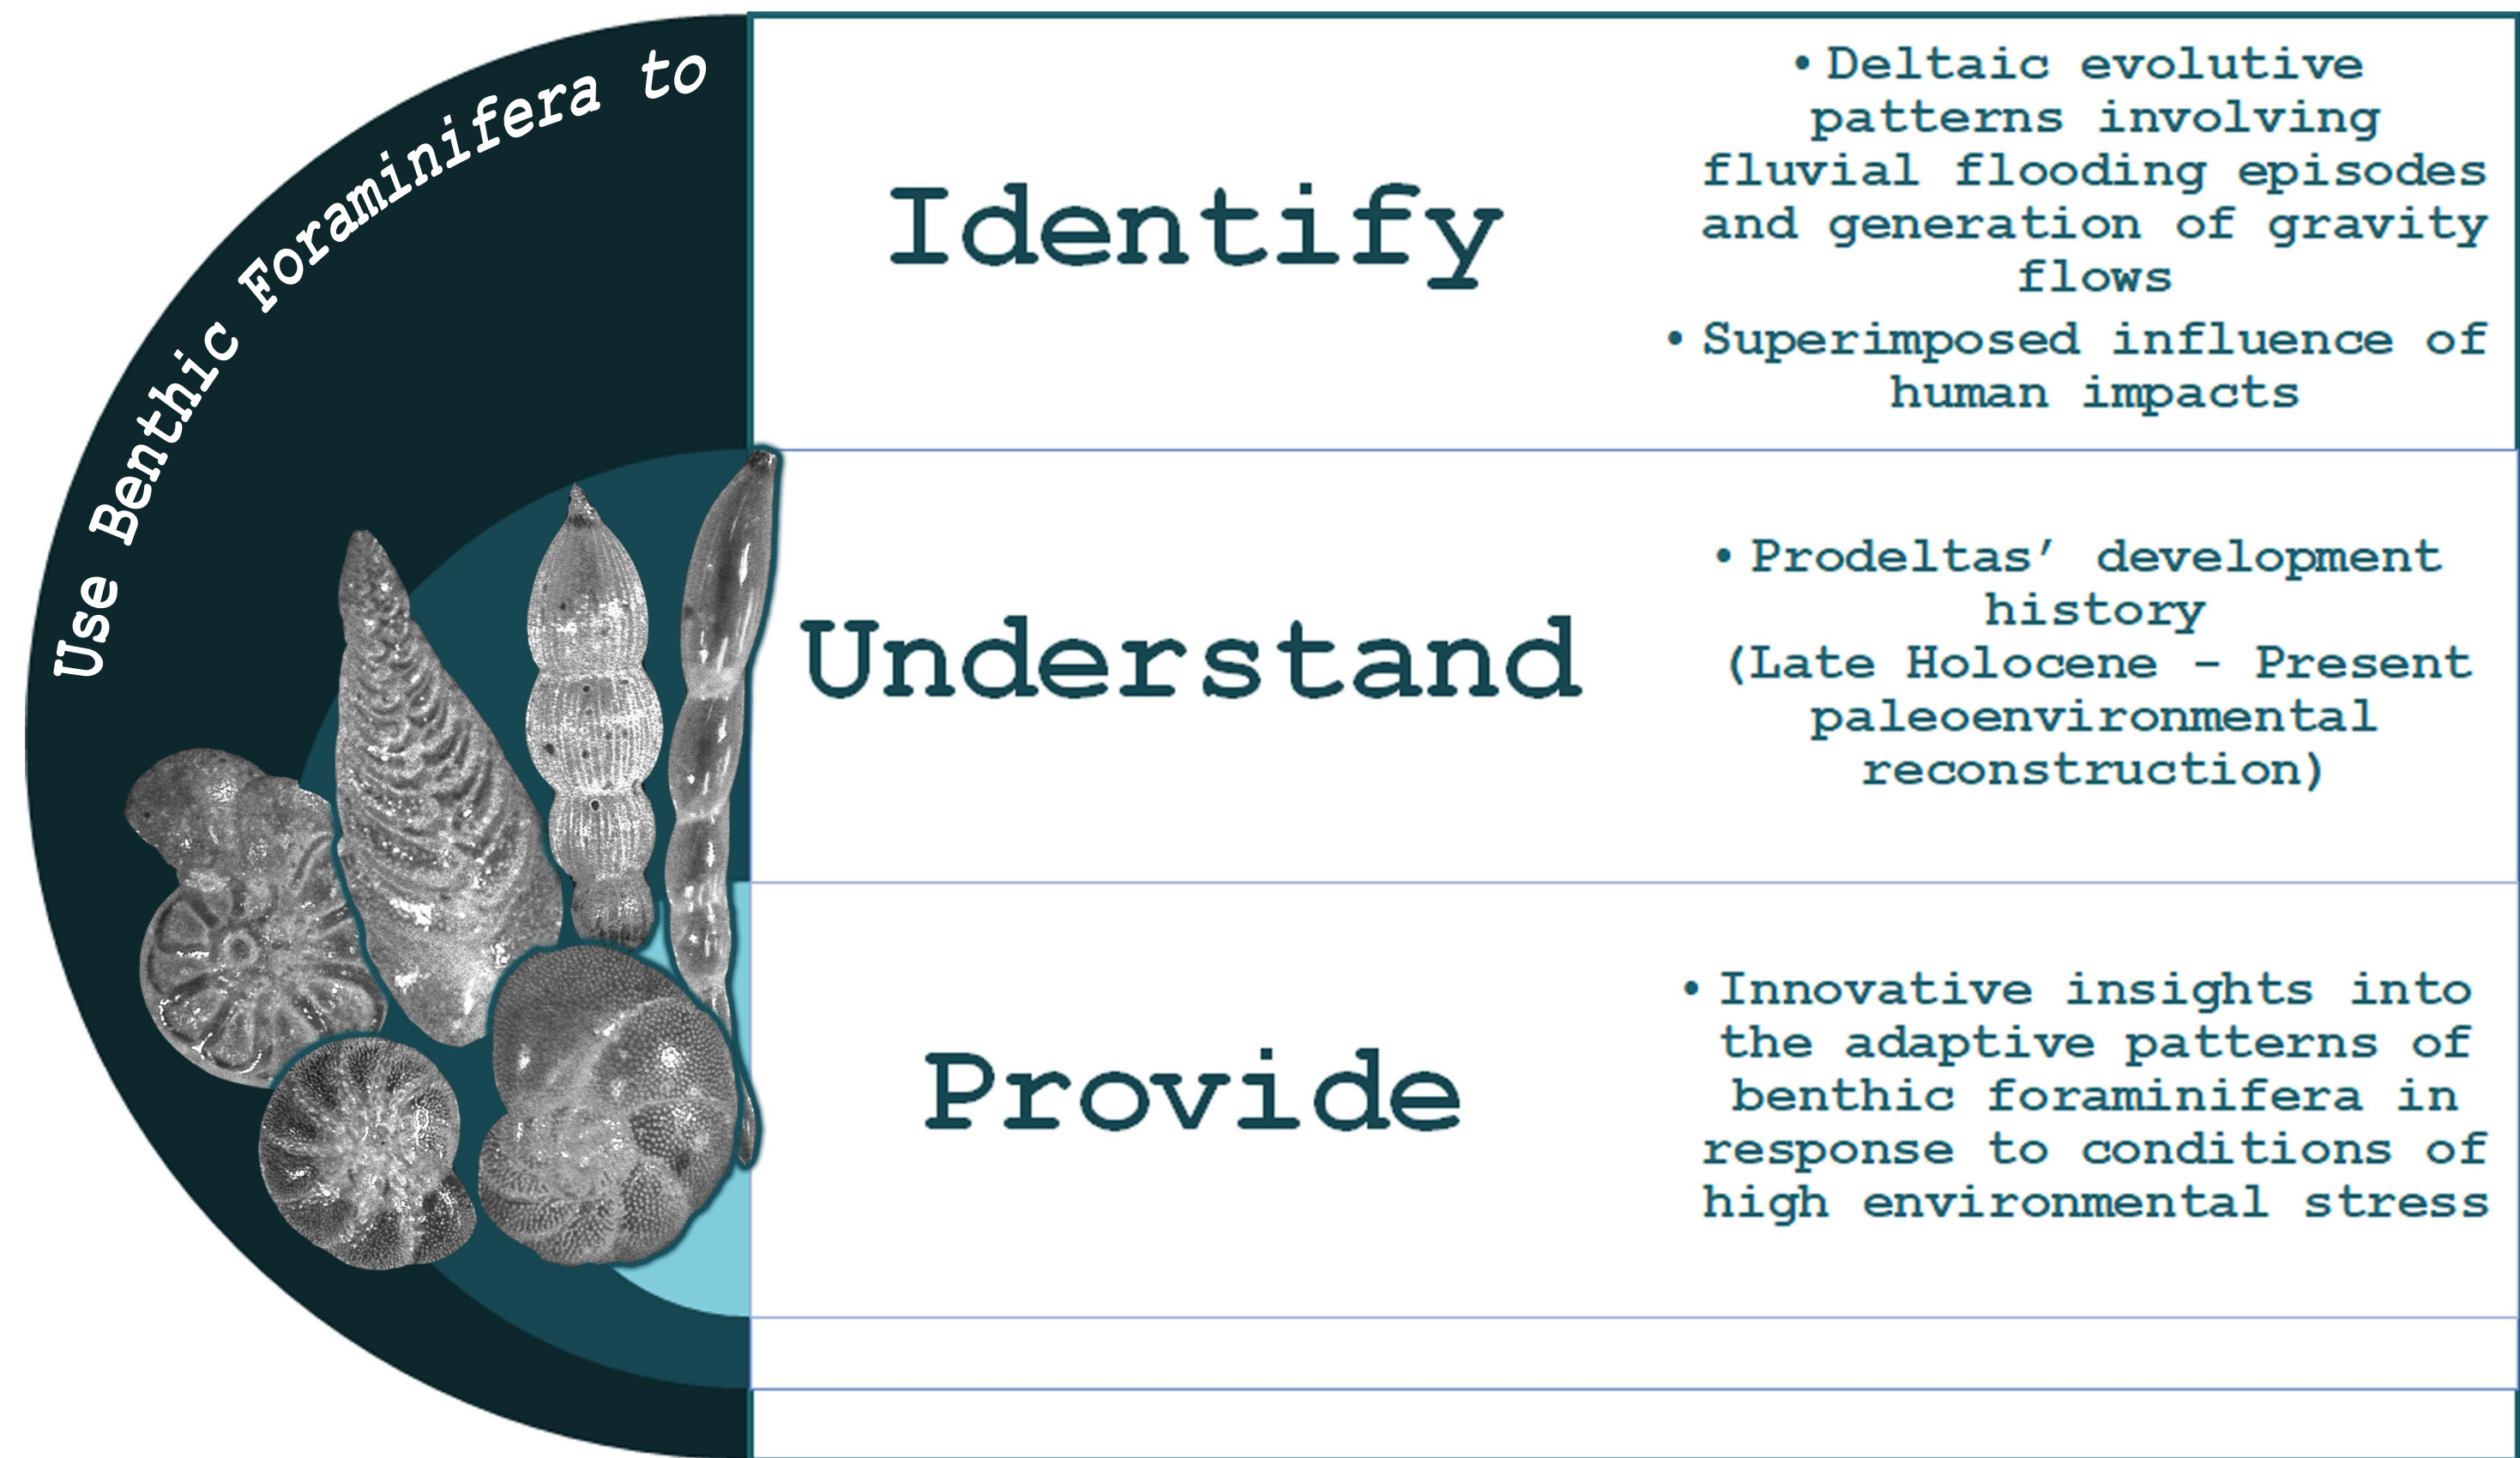 Use Benthic Foraminifera to
Identify
• Deltaic evolutive
patterns involving
fluvial flooding episodes
and generation of gravity
flows
• Superimposed influence of
human impacts
Understand
• Prodeltas’ development
history
(Late Holocene – Present
paleoenvironmental
reconstruction)
Provide
• Innovative insights into
the adaptive patterns of
benthic foraminifera in
response to conditions of
high environmental stress